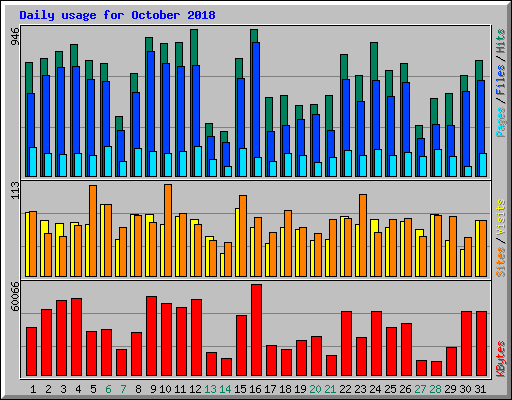 Daily usage for October 2018
946
Pages / Files / Hits
113
Sites / Visits
60066
KBytes
1 2 3 4 5 6 7 8 9 10 11 12 13 14 15 16 17 18 19 20 21 22 23 24 25 26 27 28 29 30 31